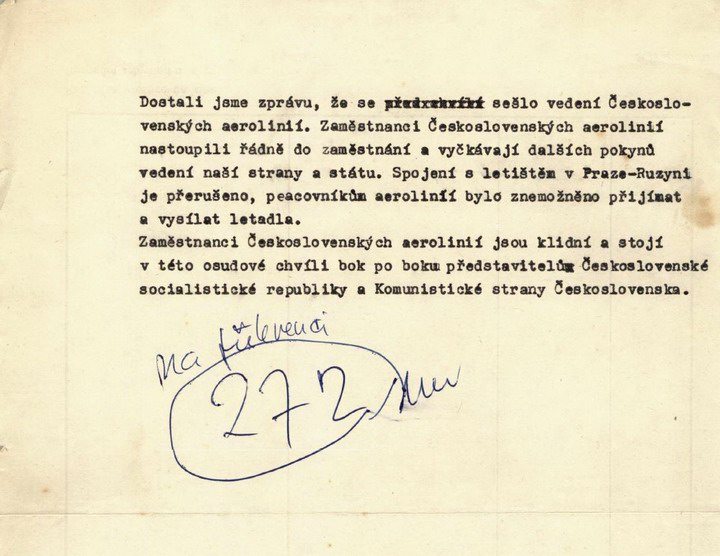 Dostali jsme zprávu, že se sešlo vedení Českoslo-
venských aerolinií. Zaměstnanci Československých aerolinií
nastoupili řádně do zaměstnání a vyčkávají dalších pokynů
vedení naší strany a státu. Spojení s letištěm v Praze-Ruzyni
je přerušeno, peacovníkům aerolinií bylo znemožněno přijímat
a vysílat letadla.
Zaměstnanci Československých aerolinií jsou klidní a stojí
v této osudové chvíli bok po boku představitelům Československé
socialistické republiky a Komunistické strany Československa.
na frekvenci
272